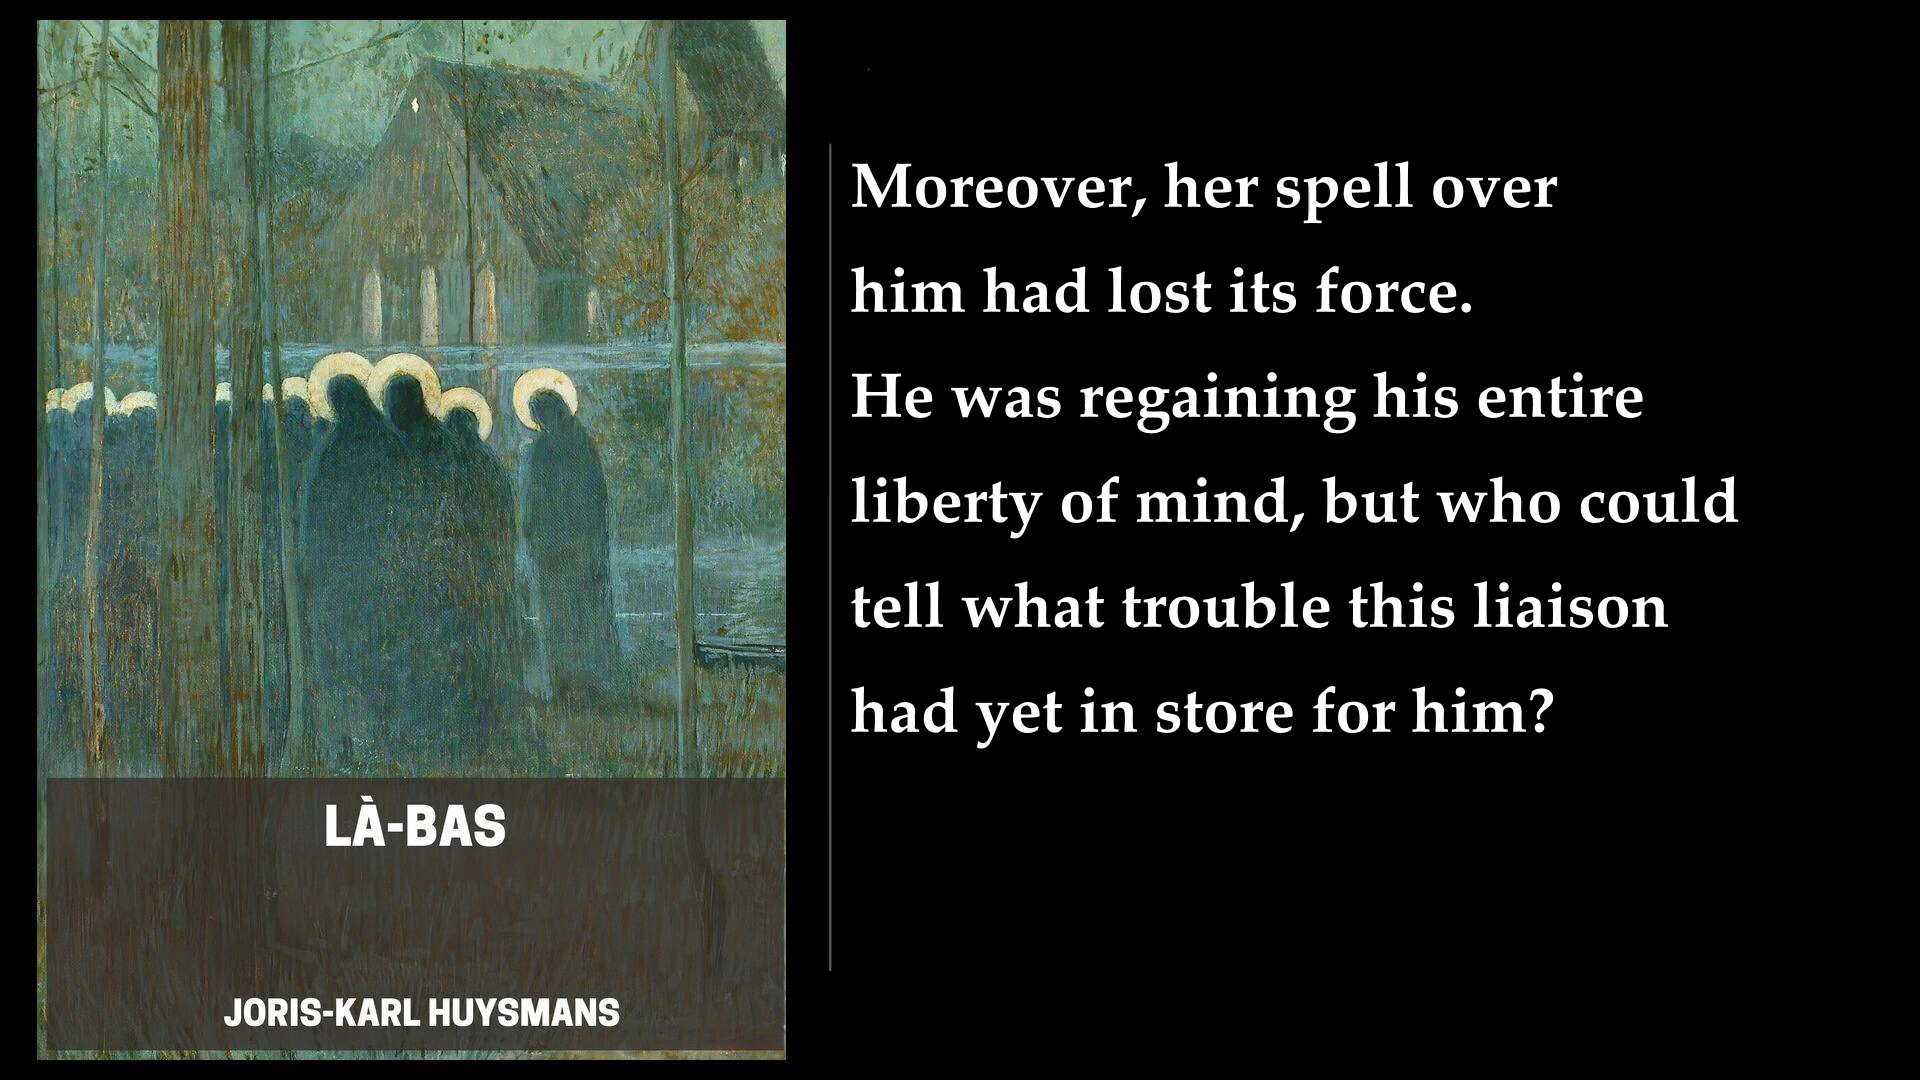 LÀ-BAS
JORIS-KARL HUYSMANS
Moreover, her spell over
him had lost its force.
He was regaining his entire
liberty of mind, but who could
tell what trouble this liaison
had yet in store for him?